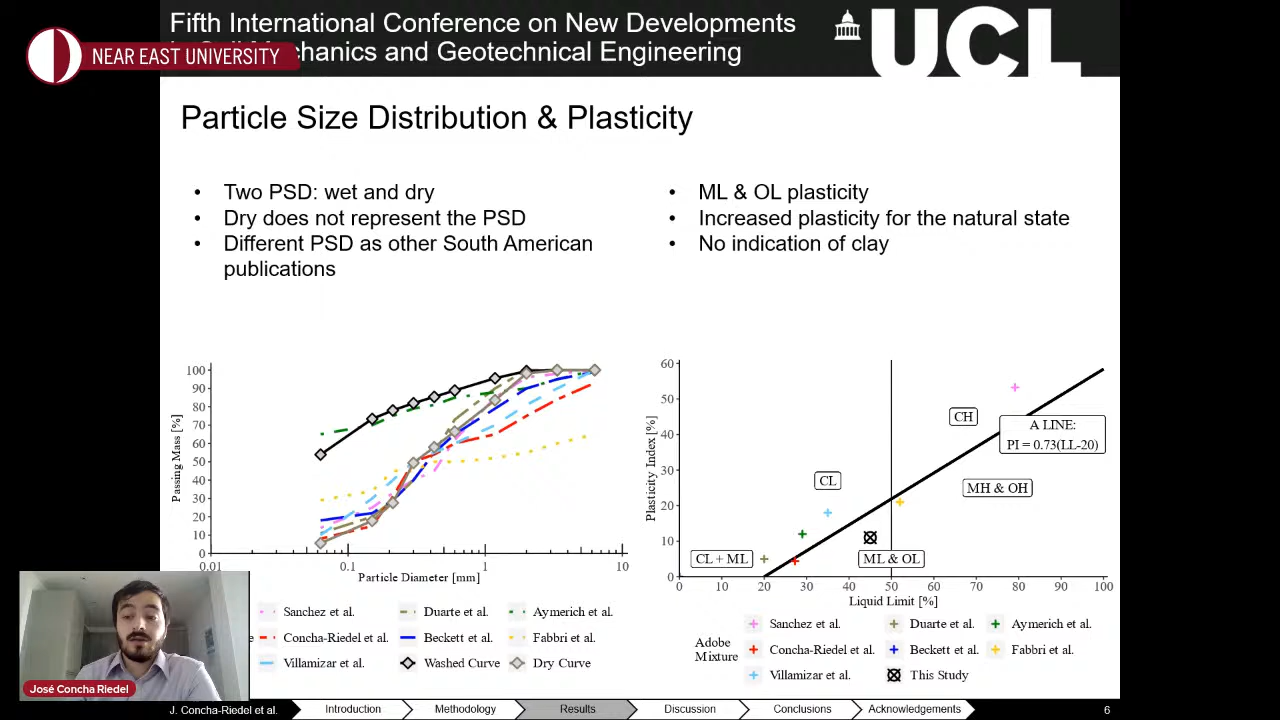 Fifth International Conference on New Developments
Mechanics and Geotechnical Engineering
UCL
NEAR EAST UNIVERSITY
Particle Size Distribution & Plasticity
• Two PSD: wet and dry
• Dry does not represent the PSD
• Different PSD as other South American
publications
• ML & OL plasticity
• Increased plasticity for the natural state
• No indication of clay
100
90
80
70
60
50
40
30
20
10
0
Passing Mass [%]
0.01 0.1 1 10
Particle Diameter [mm]
Sanchez et al. Duarte et al. Aymerich et al.
Concha-Riedel et al. Beckett et al. Fabbri et al.
Villamizar et al. Washed Curve Dry Curve
60
50
40
30
20
10
0
Plasticity Index [%]
CH
A LINE:
PI = 0.73(LL-20)
CL
MH & OH
CL + ML
ML & OL
0 10 20 30 40 50 60 70 80 90 100
Liquid Limit [%]
Adobe
Mixture
Sanchez et al. Duarte et al. Aymerich et al.
Concha-Riedel et al. Beckett et al. Fabbri et al.
Villamizar et al. This Study
José Concha Riedel
J. Concha-Riedel et al. Introduction Methodology Results Discussion Conclusions Acknowledgements 6